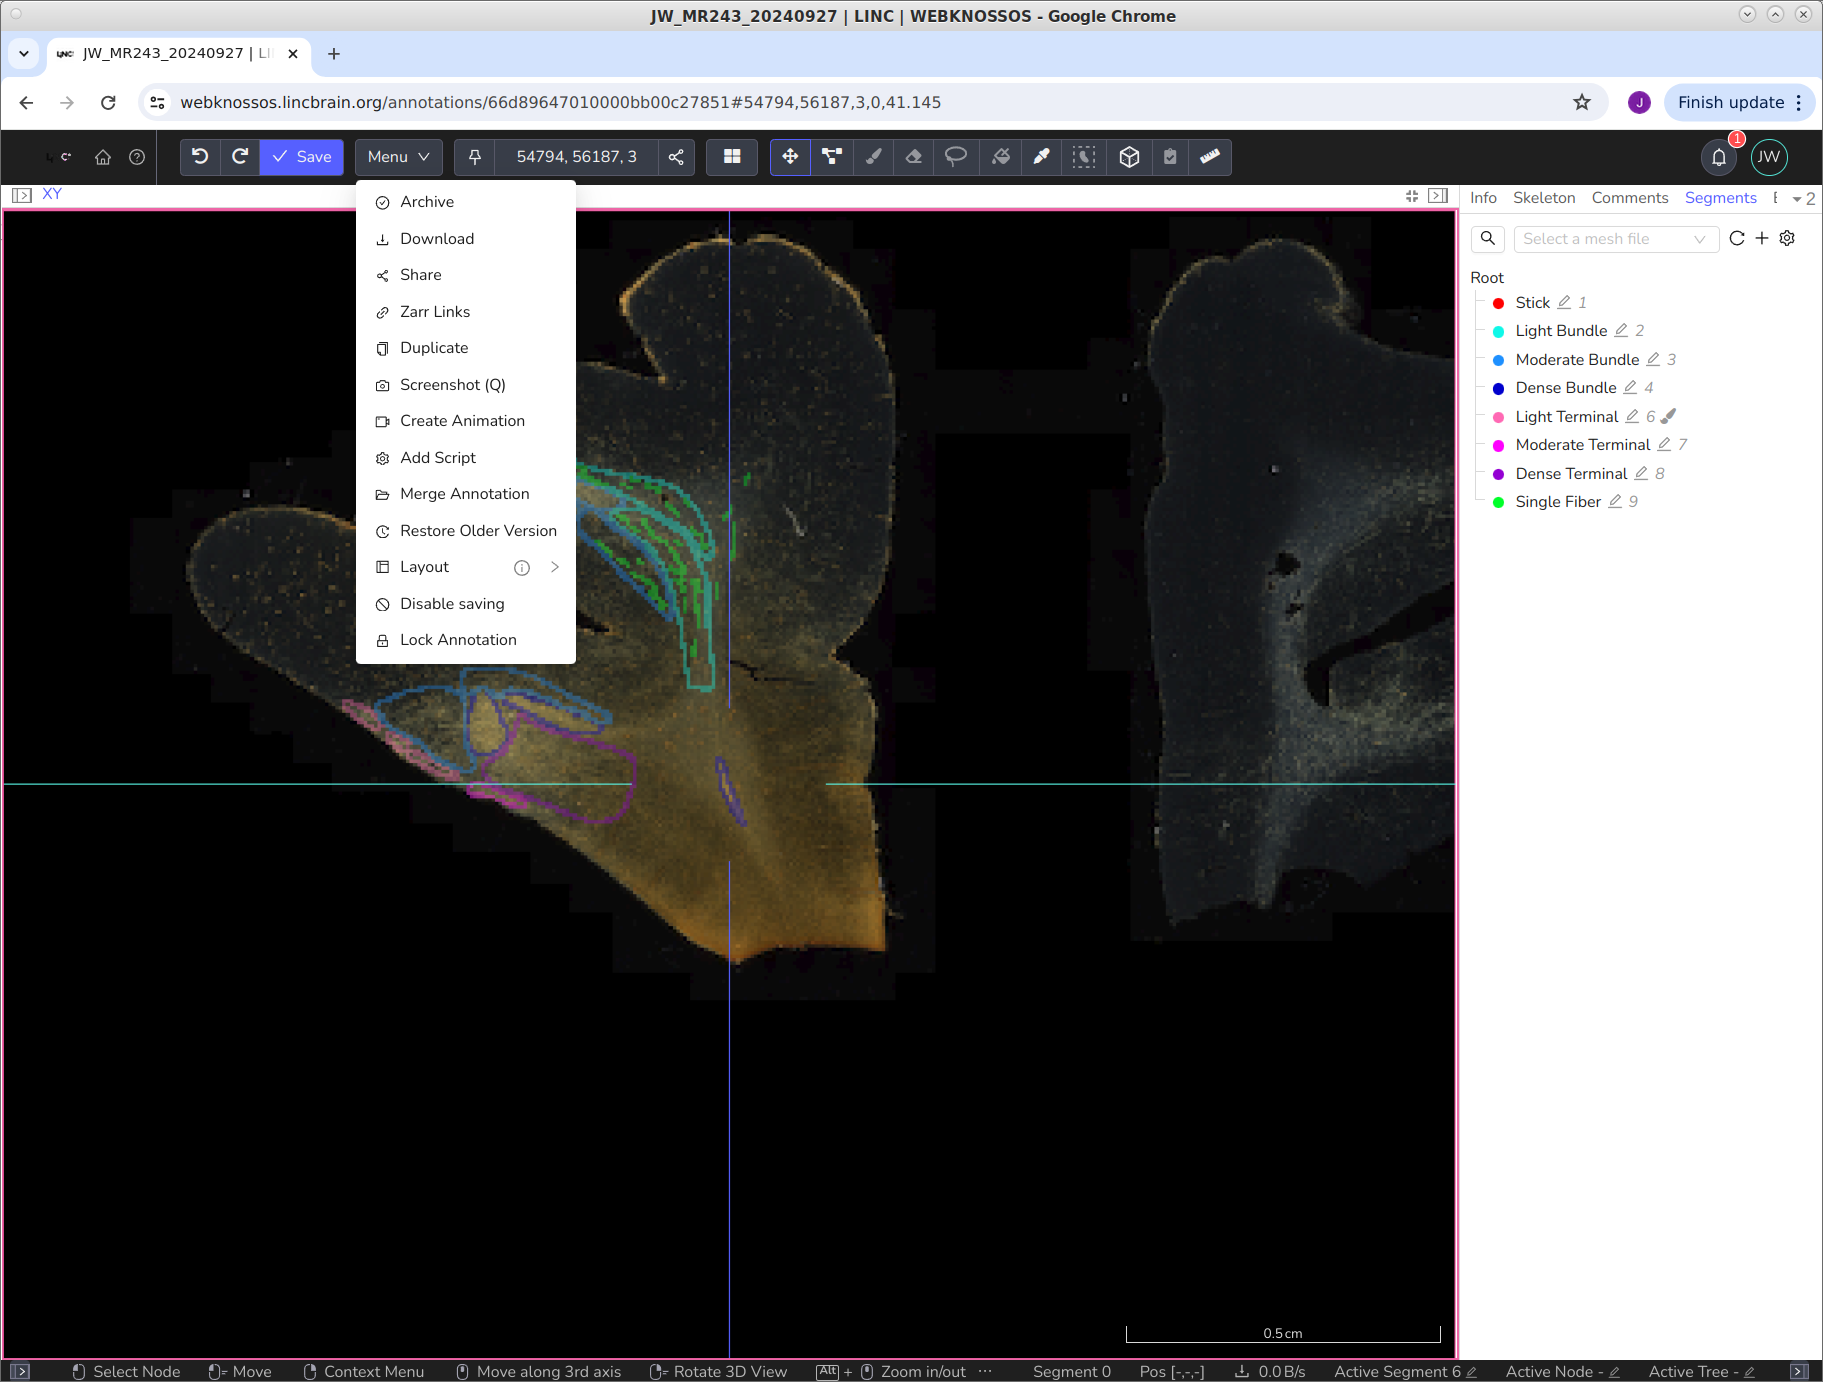 JW_MR243_20240927 | LINC | WEBKNOSSOS - Google Chrome
JW_MR243_20240927 | LI
webknossos.lincbrain.org/annotations/66d89647010000bb00c27851#54794,56187,3,0,41.145
J
Finish update
Save
Menu
54794, 56187, 3
1
JW
XY
Archive
Download
Share
Zarr Links
Duplicate
Screenshot (Q)
Create Animation
Add Script
Merge Annotation
Restore Older Version
Layout
Disable saving
Lock Annotation
Info Skeleton Comments Segments 2
Select a mesh file
Root
Stick 1
Light Bundle 2
Moderate Bundle 3
Dense Bundle 4
Light Terminal 6
Moderate Terminal 7
Dense Terminal 8
Single Fiber 9
0.5 cm
Select Node Move Context Menu Move along 3rd axis Rotate 3D View Alt + Zoom in/out ··· Segment 0 Pos [-,-,-] 0.0 B/s Active Segment 6 Active Node - Active Tree -